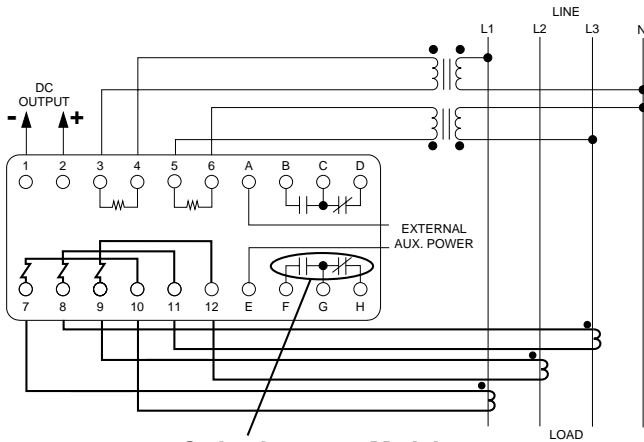 LINE
L1 L2 L3 N
DC
OUTPUT
- +
1 2 3 4 5 6 A B C D
EXTERNAL
AUX. POWER
7 8 9 10 11 12 E F G H
LOAD